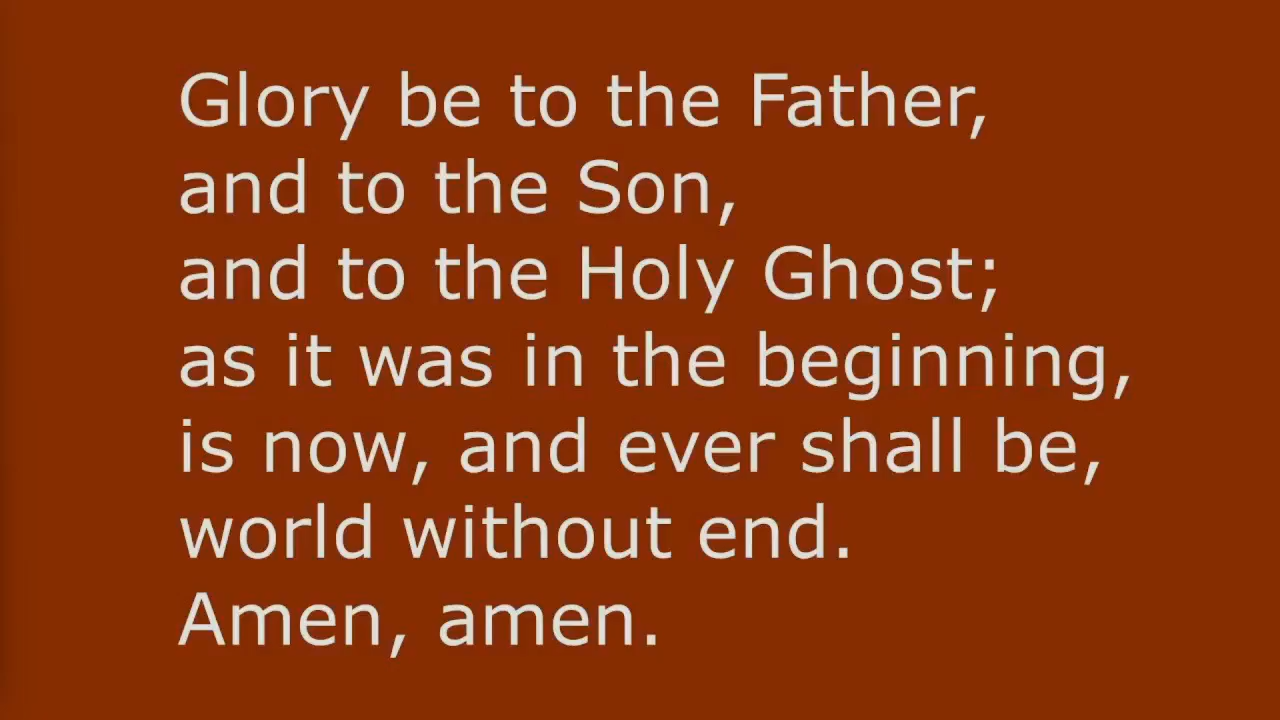 Glory be to the Father,
and to the Son,
and to the Holy Ghost;
as it was in the beginning,
is now, and ever shall be,
world without end.
Amen, amen.